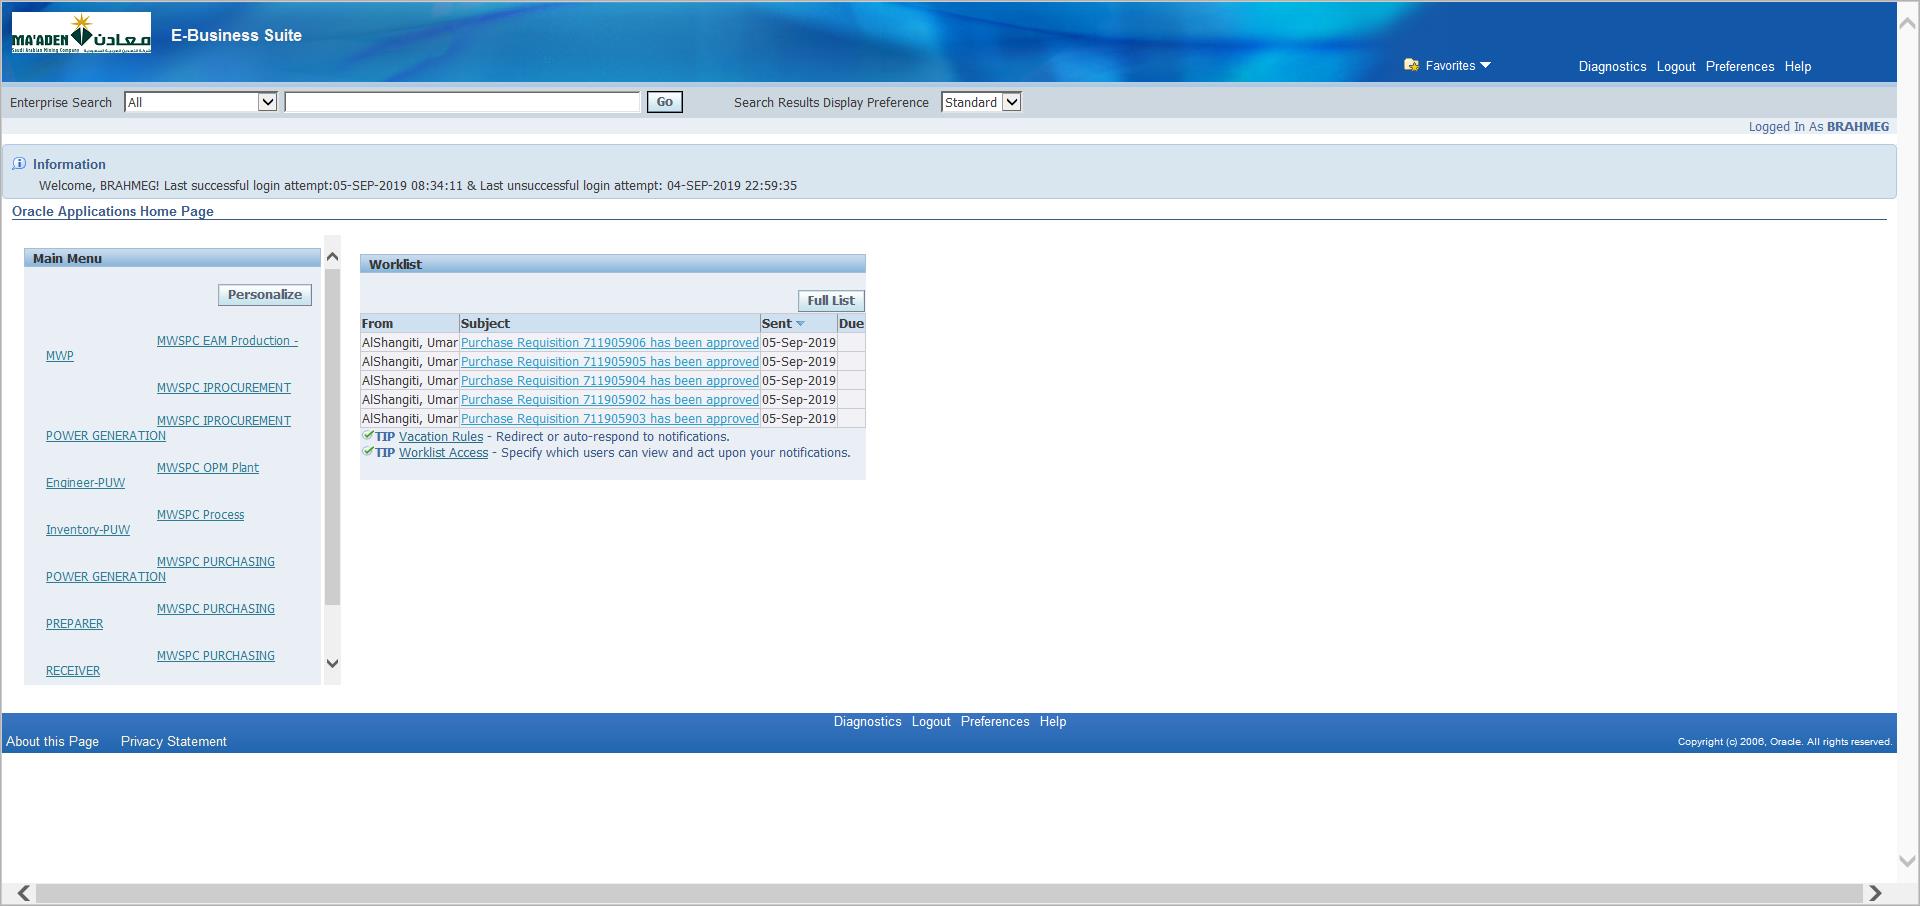 MA'ADEN معادن
Saudi Arabian Mining Company
E-Business Suite
Favorites
Diagnostics Logout Preferences Help
Enterprise Search All Go Search Results Display Preference Standard
Logged In As BRAHMEG
Information
Welcome, BRAHMEG! Last successful login attempt:05-SEP-2019 08:34:11 & Last unsuccessful login attempt: 04-SEP-2019 22:59:35
Oracle Applications Home Page
Main Menu
Personalize
MWSPC EAM Production -
MWP
MWSPC IPROCUREMENT
MWSPC IPROCUREMENT
POWER GENERATION
MWSPC OPM Plant
Engineer-PUW
MWSPC Process
Inventory-PUW
MWSPC PURCHASING
POWER GENERATION
MWSPC PURCHASING
PREPARER
MWSPC PURCHASING
RECEIVER
Worklist
Full List
From Subject Sent Due
AlShangiti, Umar Purchase Requisition 711905906 has been approved 05-Sep-2019
AlShangiti, Umar Purchase Requisition 711905905 has been approved 05-Sep-2019
AlShangiti, Umar Purchase Requisition 711905904 has been approved 05-Sep-2019
AlShangiti, Umar Purchase Requisition 711905902 has been approved 05-Sep-2019
AlShangiti, Umar Purchase Requisition 711905903 has been approved 05-Sep-2019
TIP Vacation Rules - Redirect or auto-respond to notifications.
TIP Worklist Access - Specify which users can view and act upon your notifications.
Diagnostics Logout Preferences Help
About this Page Privacy Statement
Copyright (c) 2006, Oracle. All rights reserved.